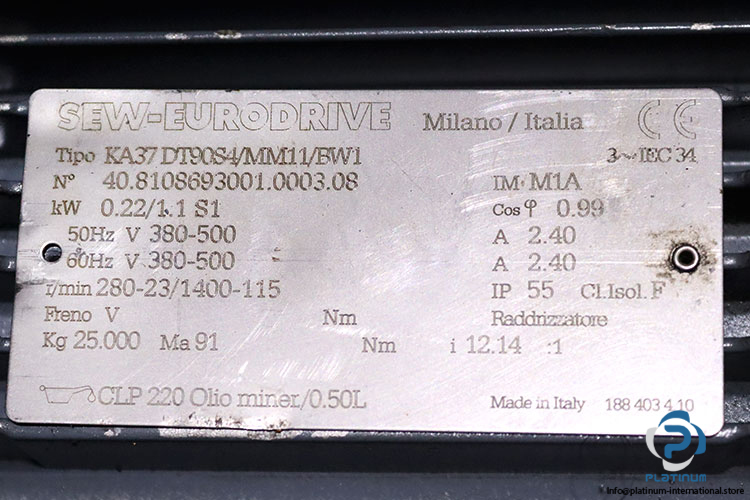 SEW-EURODRIVE Milano / Italia CE
Tipo KA37 DT90S4/MM11/BW1 3~IEC 34
Nº 40.8108693001.0003.08 IM M1A
kW 0.22/1.1 S1 Cos φ 0.99
50Hz V 380-500 A 2.40
60Hz V 380-500 A 2.40
r/min 280-23/1400-115 IP 55 Cl.Isol. F
Freno V Nm Raddrizzatore
Kg 25.000 Ma 91 Nm i 12.14 :1
CLP 220 Olio miner/0.50L Made in Italy 188 403 4 10
PLATINUM
info@platinum-international.store